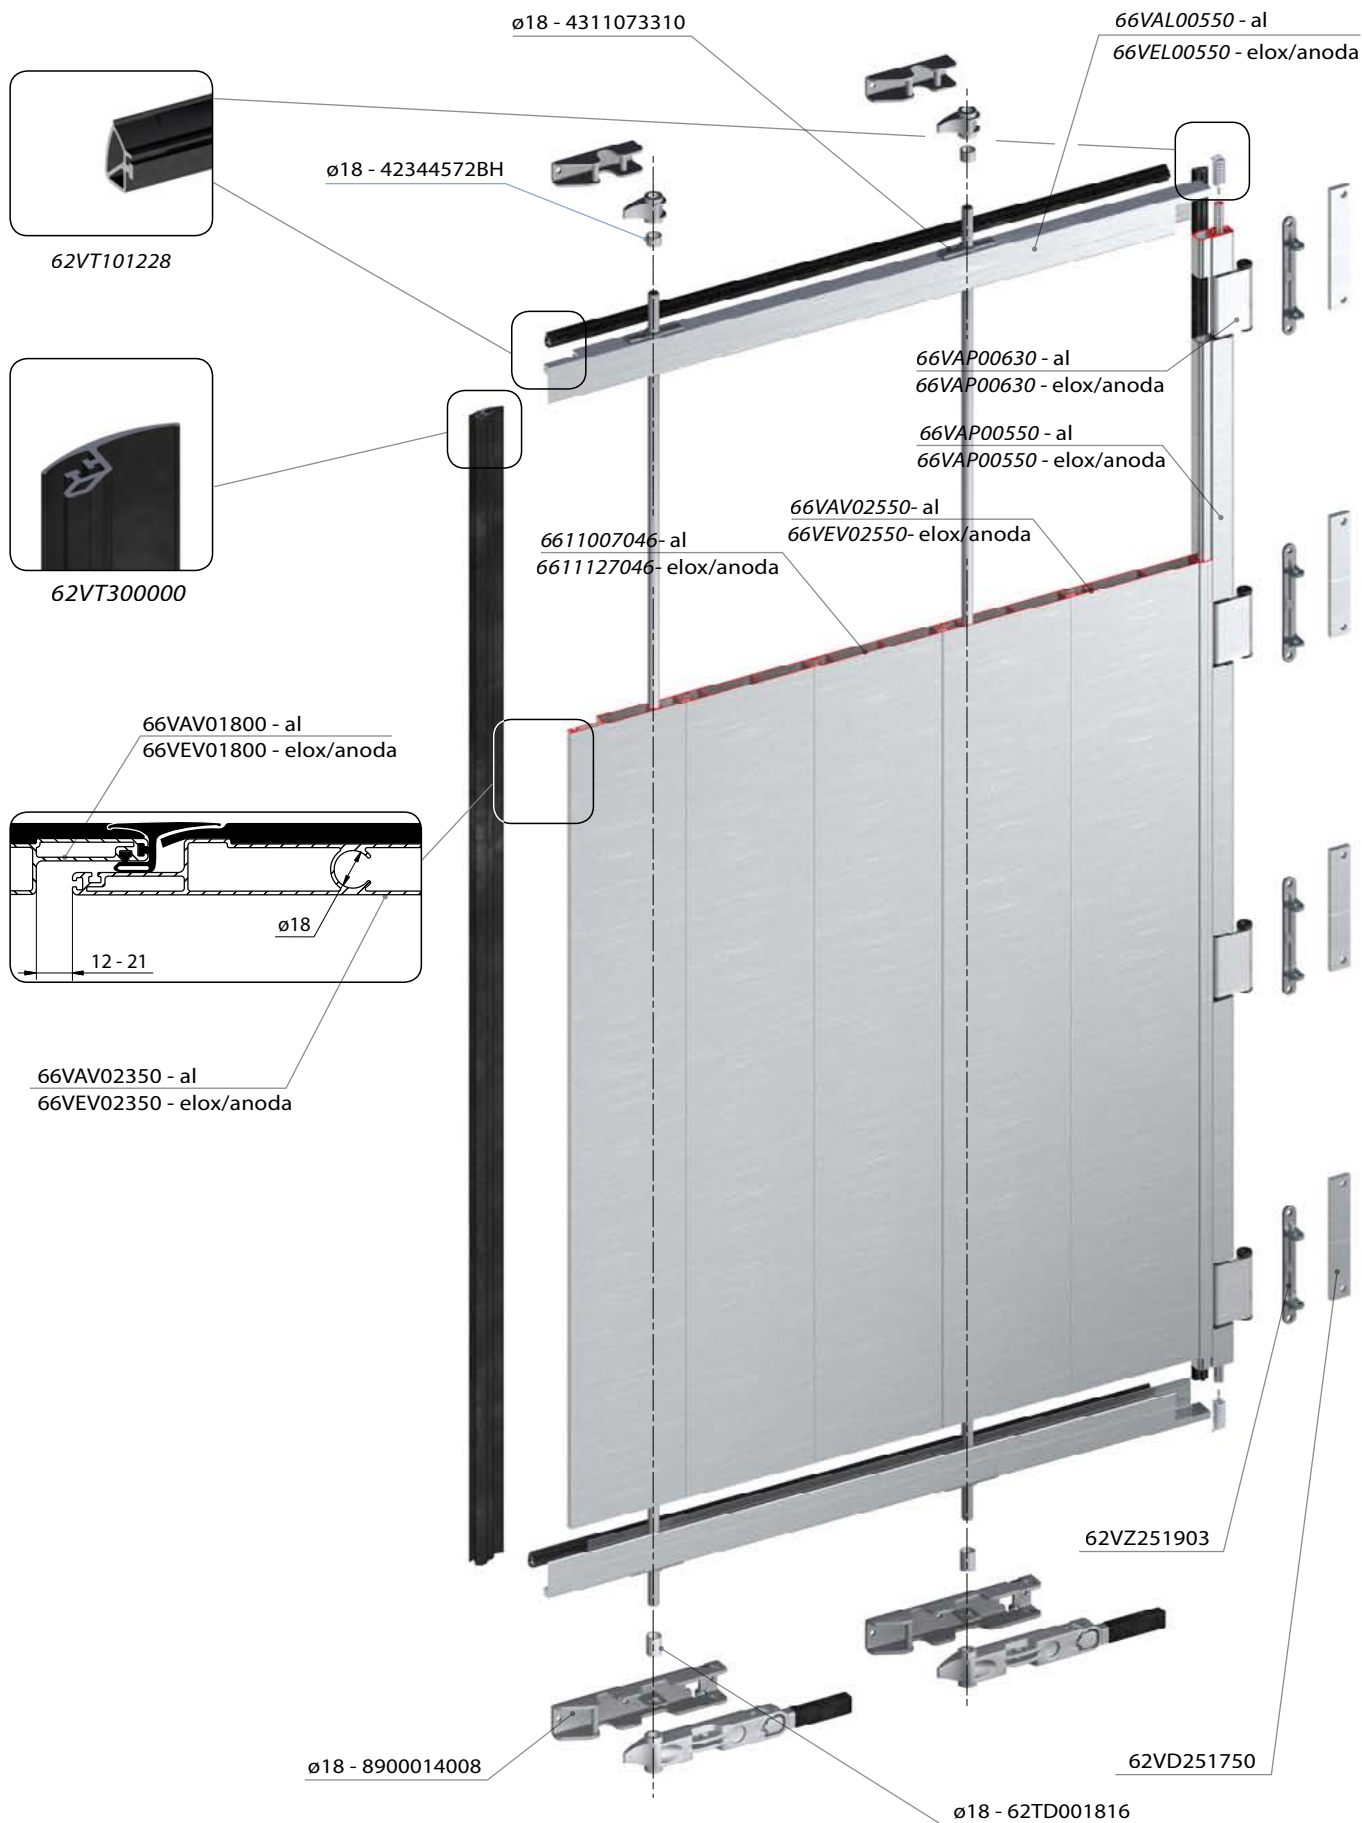 ø18 - 4311073310
66VAL00550 - al
66VEL00550 - elox/anoda
ø18 - 42344572BH
62VT101228
66VAP00630 - al
66VAP00630 - elox/anoda
66VAP00550 - al
66VAP00550 - elox/anoda
66VAV02550- al
66VEV02550- elox/anoda
6611007046- al
6611127046- elox/anoda
62VT300000
66VAV01800 - al
66VEV01800 - elox/anoda
ø18
12 - 21
66VAV02350 - al
66VEV02350 - elox/anoda
62VZ251903
62VD251750
ø18 - 8900014008
ø18 - 62TD001816